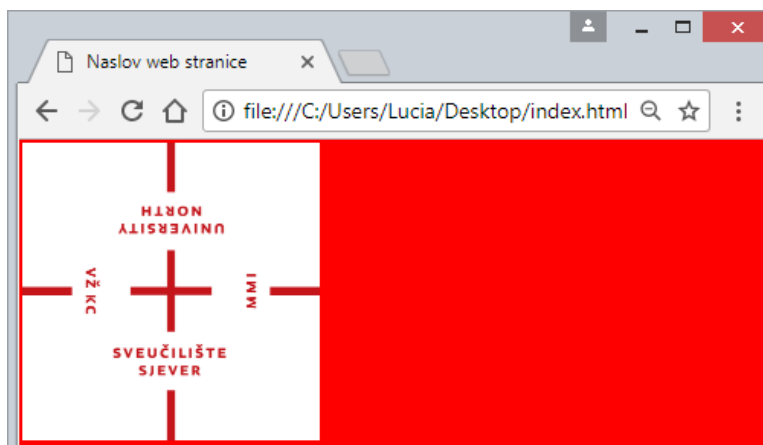 Naslov web stranice
file:///C:/Users/Lucia/Desktop/index.html
UNIVERSITY
NORTH
VŽ KC
MMI
SVEUČILIŠTE
SJEVER